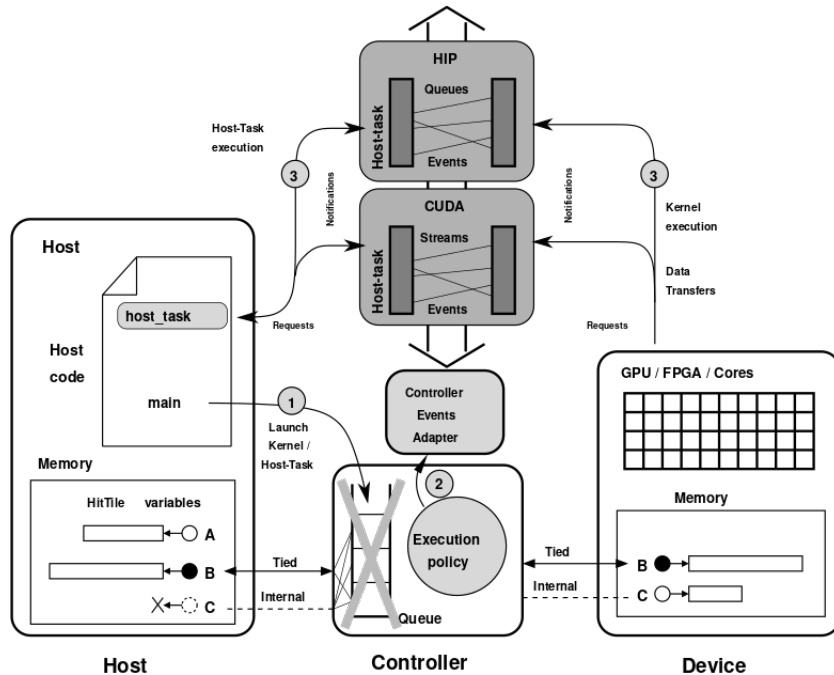 HIP
Queues
Host-task
Events
Host-Task
execution
3
Notifications
Notifications
3
Kernel
execution
CUDA
Streams
Host-task
Events
Data
Transfers
Requests
Requests
Host
host_task
Host
code
main
1
Launch
Kernel /
Host-Task
Controller
Events
Adapter
2
GPU / FPGA / Cores
Memory
HitTile variables
A
B
C
Tied
Internal
Execution
policy
Queue
Tied
Internal
Memory
B
C
Host
Controller
Device